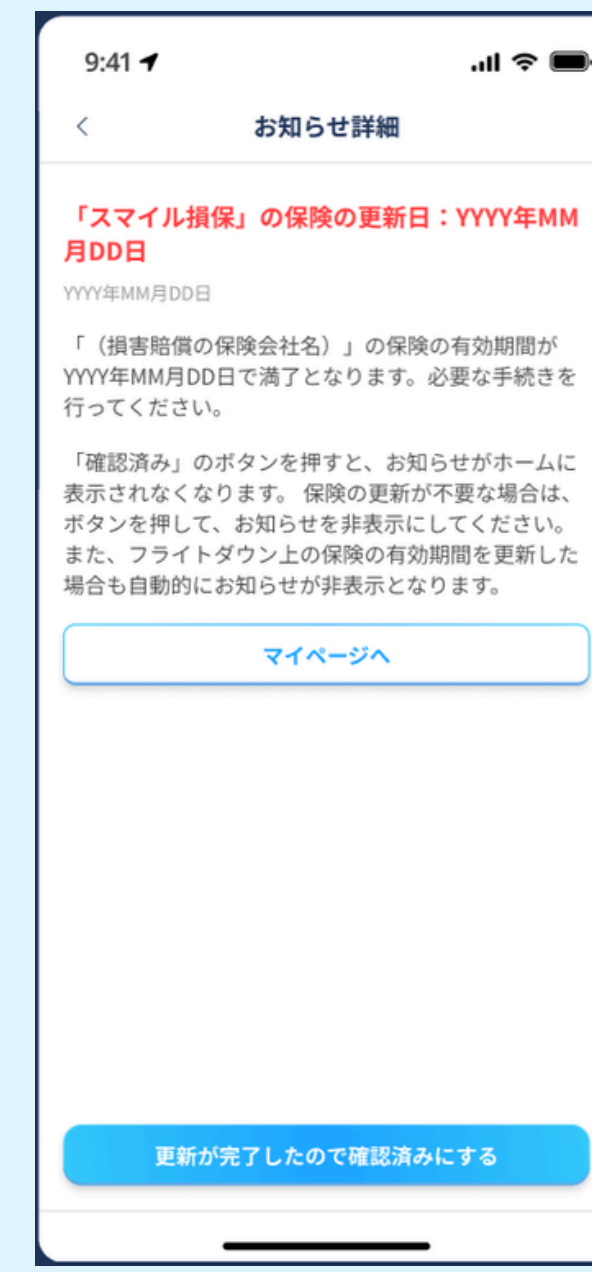 9:41
お知らせ詳細
「スマイル損保」の保険の更新日：YYYY年MM
月DD日
YYYY年MM月DD日
「（損害賠償の保険会社名）」の保険の有効期間が
YYYY年MM月DD日で満了となります。必要な手続きを
行ってください。
「確認済み」のボタンを押すと、お知らせがホームに
表示されなくなります。 保険の更新が不要な場合は、
ボタンを押して、お知らせを非表示にしてください。
また、フライトダウン上の保険の有効期間を更新した
場合も自動的にお知らせが非表示となります。
マイページへ
更新が完了したので確認済みにする